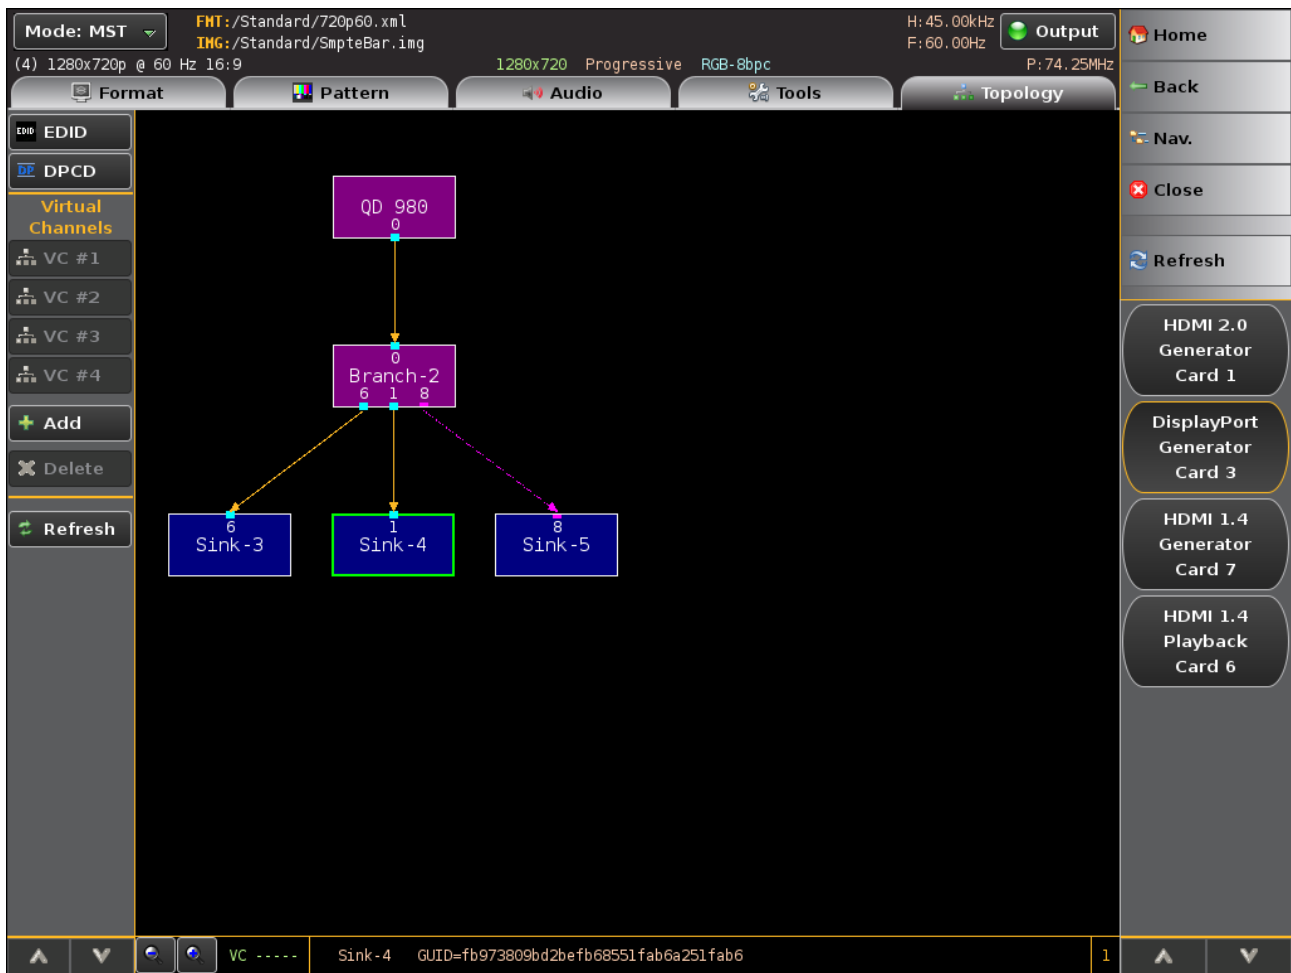 Mode: MST
FMT:/Standard/720p60.xml
IMG:/Standard/SmpteBar.img
H:45.00kHz
F:60.00Hz
Output
(4) 1280x720p @ 60 Hz 16:9
1280x720 Progressive RGB-8bpc
P:74.25MHz
Format
Pattern
Audio
Tools
Topology
EDID EDID
DP DPCD
Virtual
Channels
VC #1
VC #2
VC #3
VC #4
Add
Delete
Refresh
QD 980
0
0
Branch-2
6 1 8
6
Sink-3
1
Sink-4
8
Sink-5
Home
Back
Nav.
Close
Refresh
HDMI 2.0
Generator
Card 1
DisplayPort
Generator
Card 3
HDMI 1.4
Generator
Card 7
HDMI 1.4
Playback
Card 6
VC -----
Sink-4 GUID=fb973809bd2befb68551fab6a251fab6
1